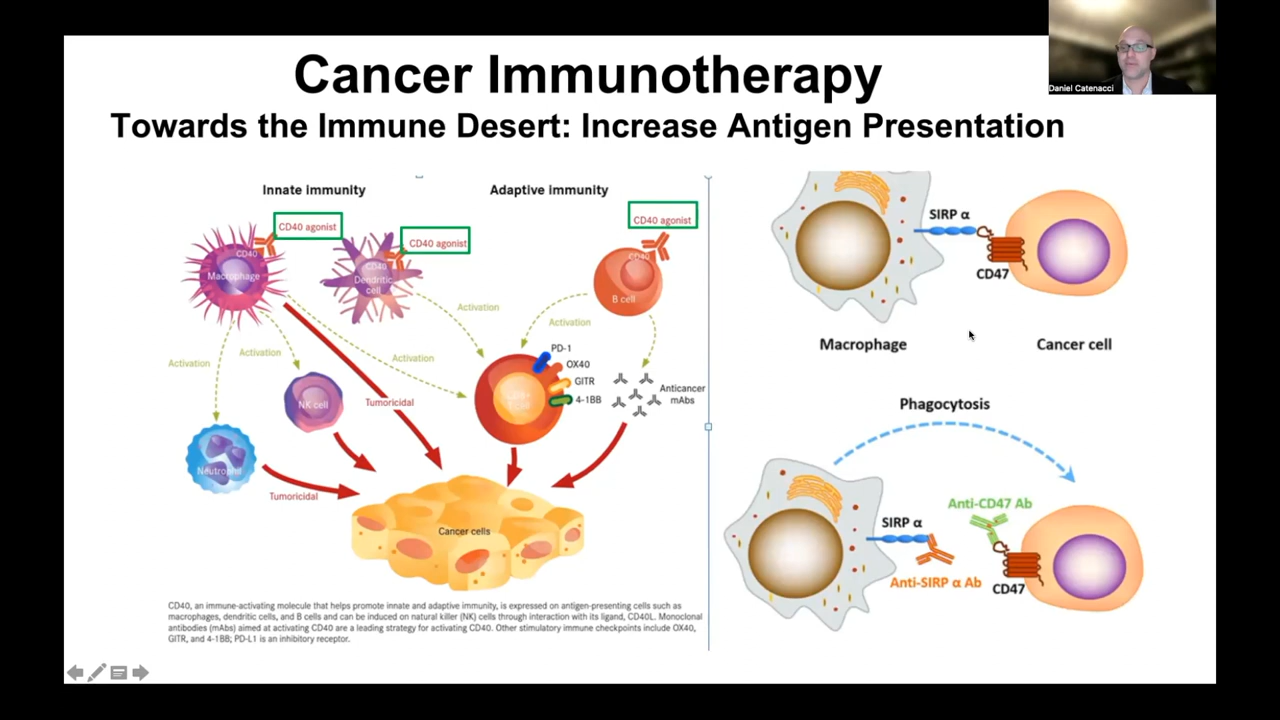 Cancer Immunotherapy
Towards the Immune Desert: Increase Antigen Presentation
Daniel Catenacci
Innate immunity
Adaptive immunity
CD40 agonist
CD40 agonist
CD40 agonist
CD40
Macrophage
CD40
Dendritic
cell
CD40
B cell
Activation
Activation
Activation
Activation
Activation
PD-1
OX40
GITR
4-1BB
NK cell
Tumoricidal
Anticancer
mAbs
Neutrophil
Tumoricidal
Cancer cells
CD40, an immune-activating molecule that helps promote innate and adaptive immunity, is expressed on antigen-presenting cells such as
macrophages, dendritic cells, and B cells and can be induced on natural killer (NK) cells through interaction with its ligand, CD40L. Monoclonal
antibodies (mAbs) aimed at activating CD40 are a leading strategy for activating CD40. Other stimulatory immune checkpoints include OX40,
GITR, and 4-1BB; PD-L1 is an inhibitory receptor.
SIRP α
CD47
Macrophage
Cancer cell
Phagocytosis
SIRP α
Anti-CD47 Ab
Anti-SIRP α Ab
CD47